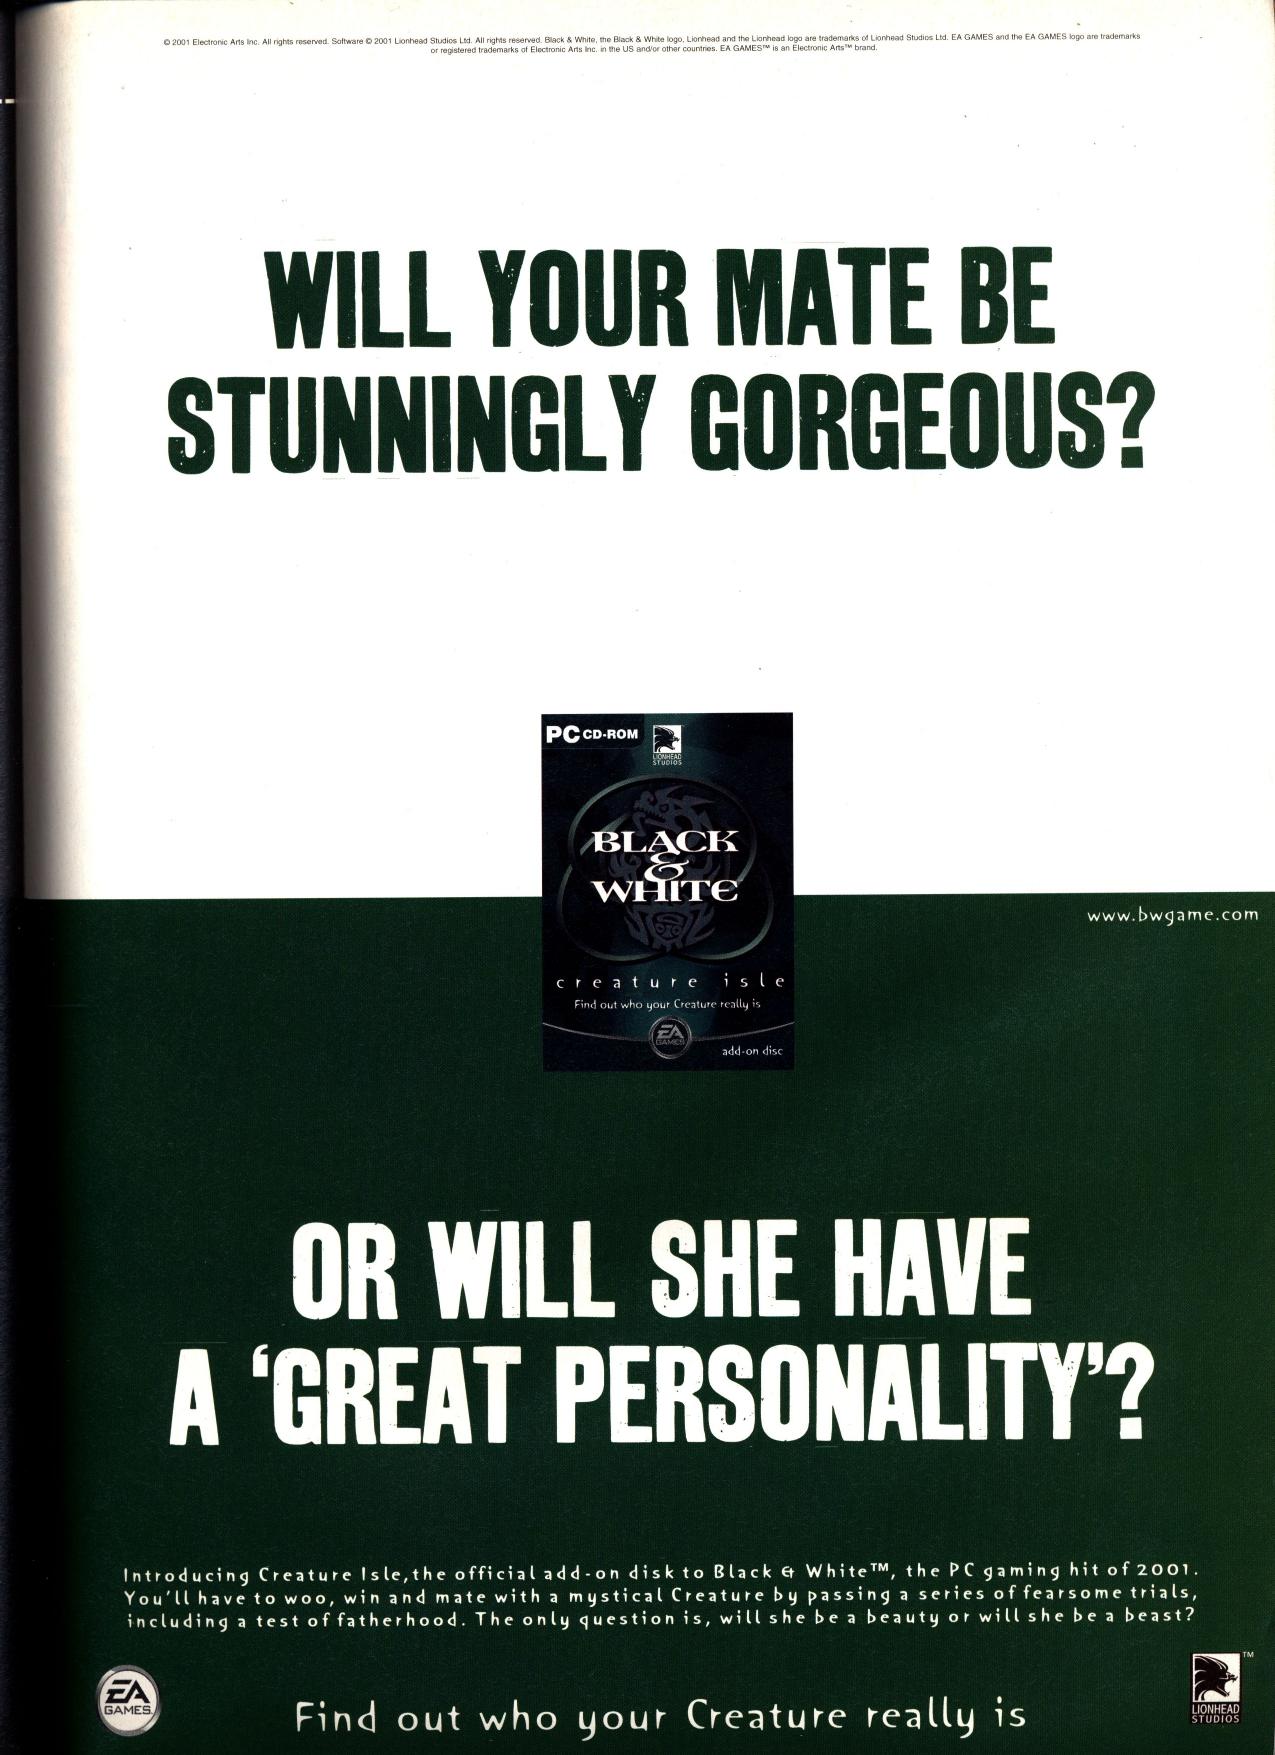 © 2001 Electronic Arts Inc. All rights reserved. Software © 2001 Lionhead Studios Ltd. All rights reserved. Black & White, the Black & White logo, Lionhead and the Lionhead logo are trademarks of Lionhead Studios Ltd. EA GAMES and the EA GAMES logo are trademarks
or registered trademarks of Electronic Arts Inc. in the US and/or other countries. EA GAMES™ is an Electronic Arts™ brand.
WILL YOUR MATE BE
STUNNINGLY GORGEOUS?
PC CD-ROM
LIONHEAD
STUDIOS
BLACK
&
WHITE
creature isle
Find out who your Creature really is
EA
GAMES
add-on disc
www.bwgame.com
OR WILL SHE HAVE
A ‘GREAT PERSONALITY’?
Introducing Creature Isle,the official add-on disk to Black & White™, the PC gaming hit of 2001.
You'll have to woo, win and mate with a mystical Creature by passing a series of fearsome trials,
including a test of fatherhood. The only question is, will she be a beauty or will she be a beast?
EA
GAMES
Find out who your Creature really is
LIONHEAD
STUDIOS
TM